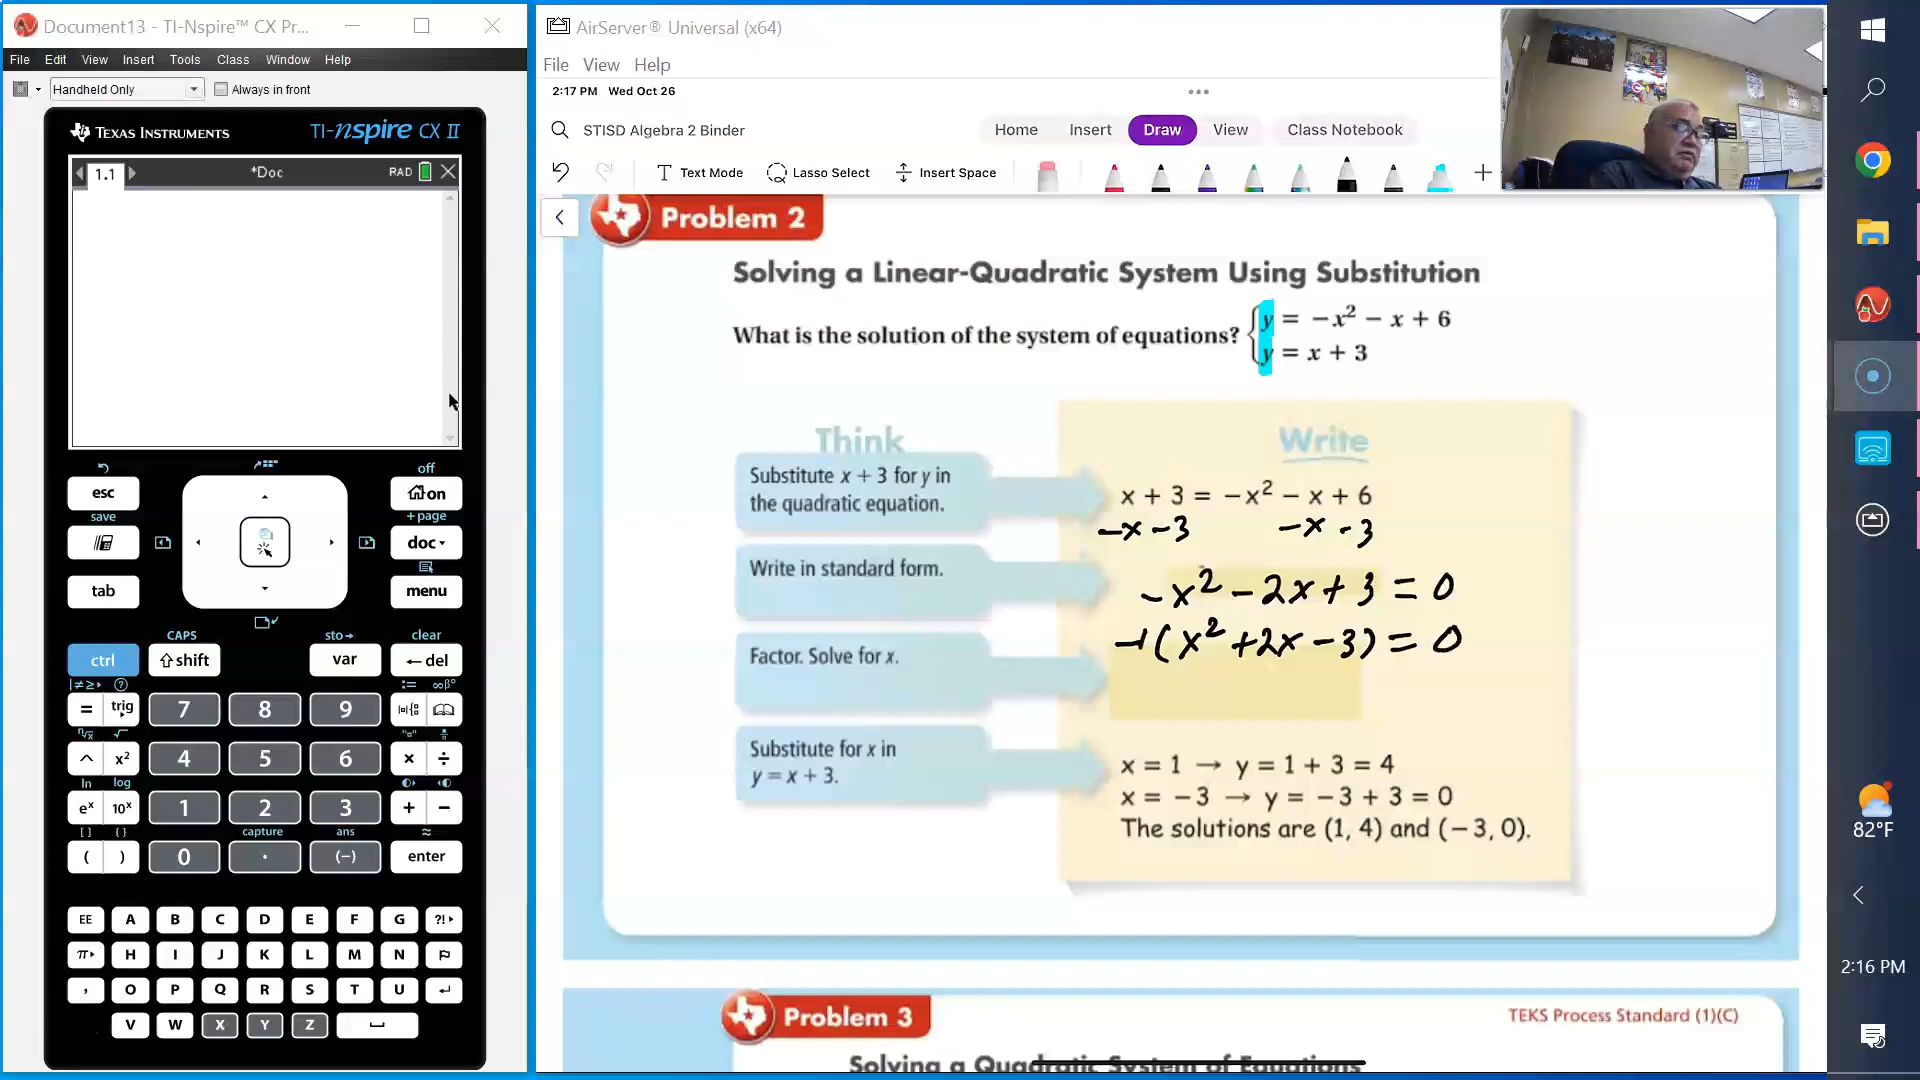 Document13 - TI-Nspire™ CX Pr...
File Edit View Insert Tools Class Window Help
Handheld Only
Always in front
TEXAS INSTRUMENTS
TI-nspire CX II
1.1
*Doc
RAD
off
esc
on
save
+page
doc
tab
menu
CAPS
sto→
clear
ctrl
shift
var
←del
= trig 7 8 9
^ x² 4 5 6 × ÷
ln log
eˣ 10ˣ 1 2 3 + −
[ ] { } capture ans ≈
( ) 0 . (−) enter
EE A B C D E F G ?!▸
π▸ H I J K L M N
, O P Q R S T U
V W X Y Z
AirServer® Universal (x64)
File View Help
2:17 PM Wed Oct 26
STISD Algebra 2 Binder
Home Insert Draw View Class Notebook
Text Mode Lasso Select Insert Space
Problem 2
Solving a Linear-Quadratic System Using Substitution
What is the solution of the system of equations?
y = −x² − x + 6
y = x + 3
Think
Write
Substitute x + 3 for y in
the quadratic equation.
x + 3 = −x² − x + 6
−x −3 −x −3
Write in standard form.
−x² − 2x + 3 = 0
−1(x² + 2x − 3) = 0
Factor. Solve for x.
Substitute for x in
y = x + 3.
x = 1 → y = 1 + 3 = 4
x = −3 → y = −3 + 3 = 0
The solutions are (1, 4) and (−3, 0).
Problem 3
TEKS Process Standard (1)(C)
Solving a Quadratic System of Equations
82°F
2:16 PM